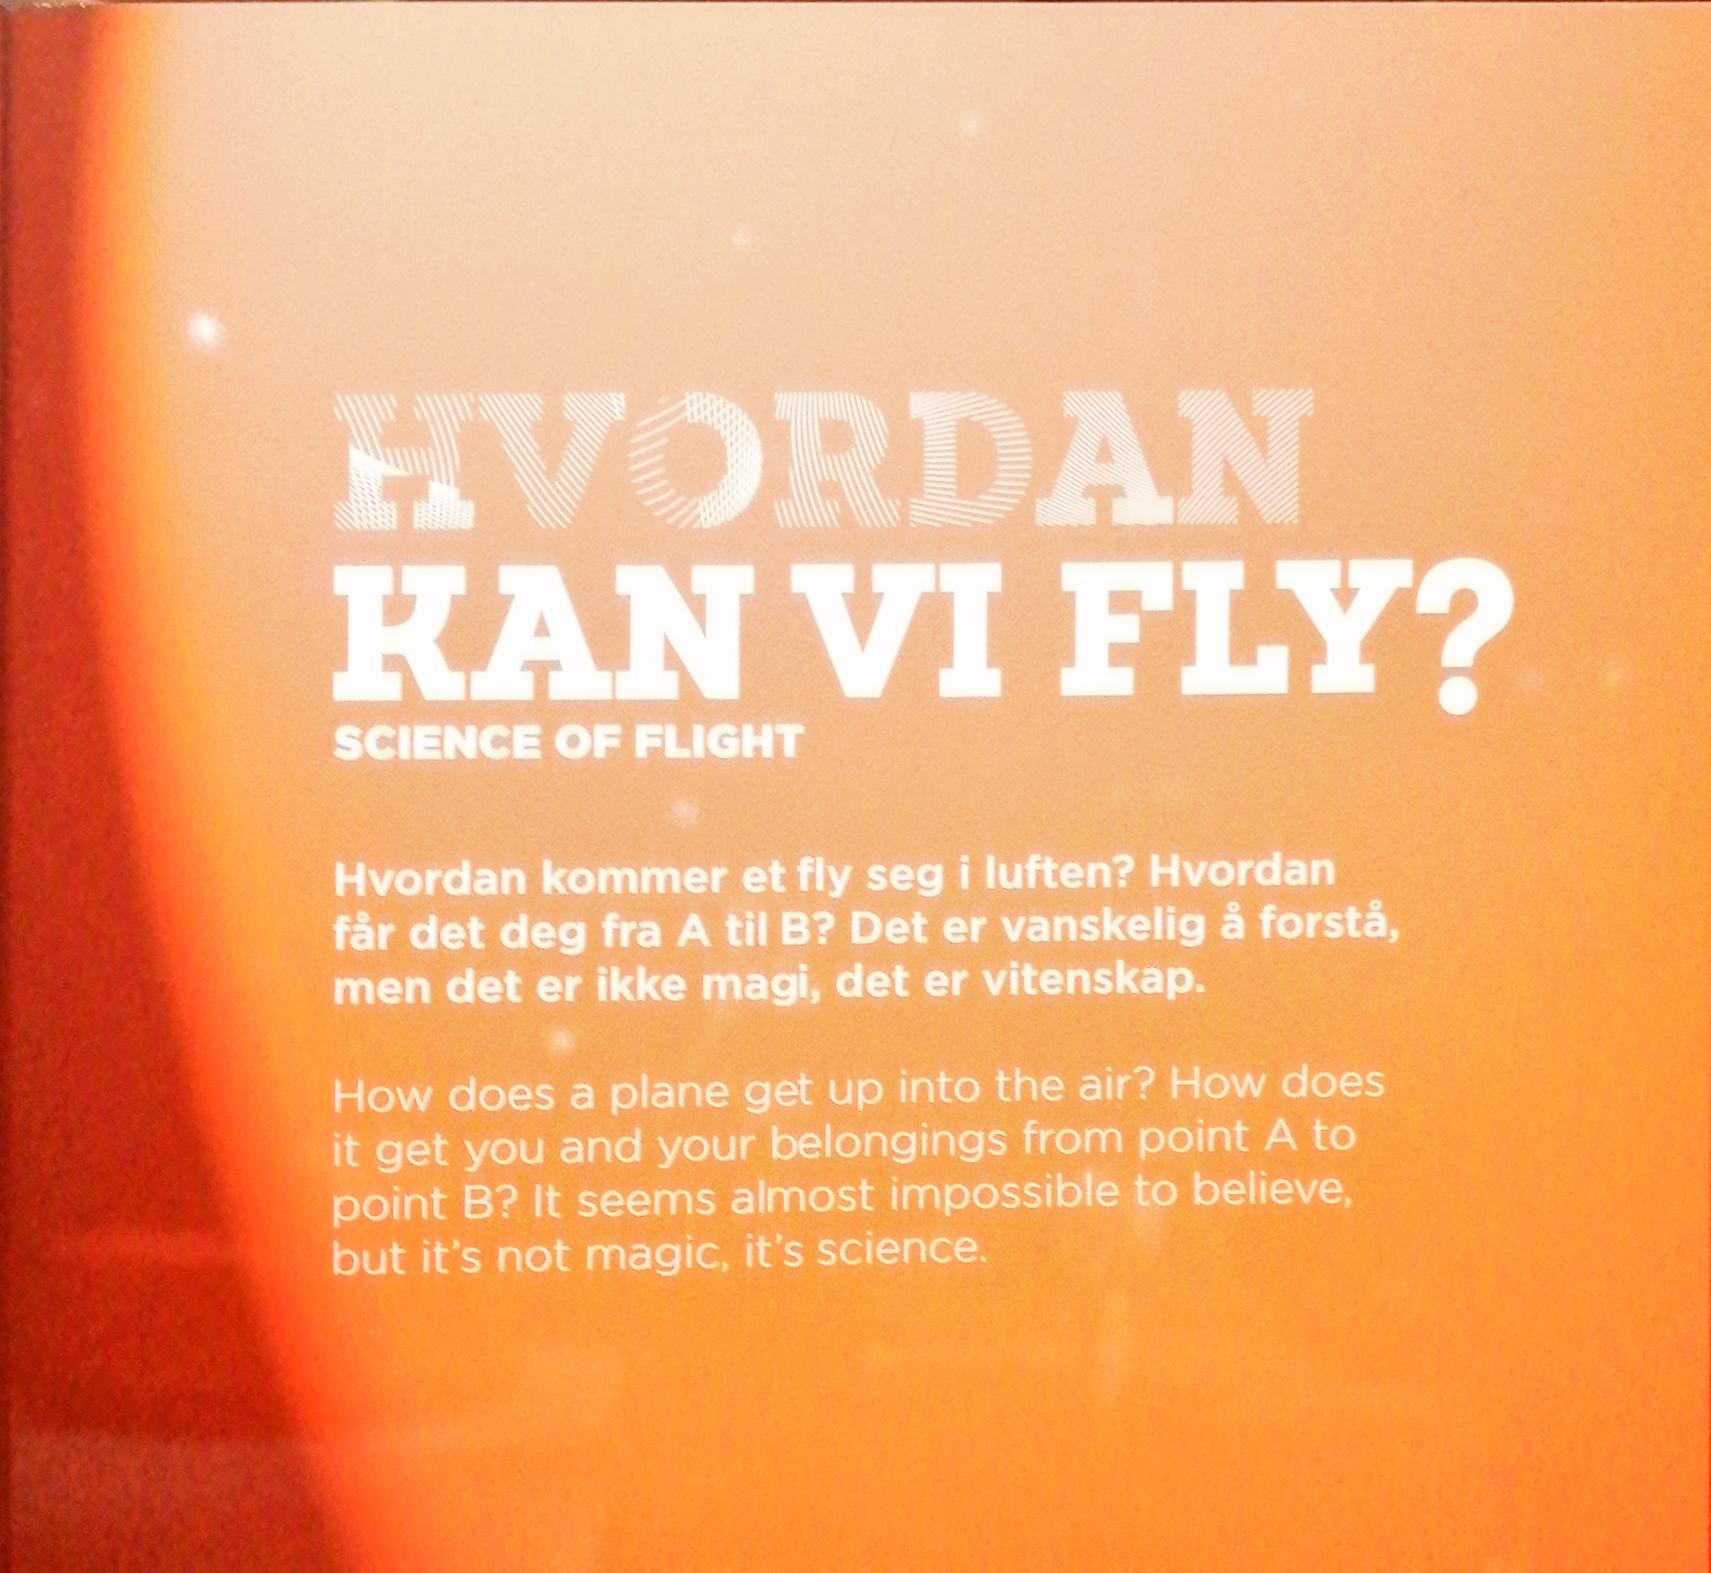 HVORDAN
KAN VI FLY?
SCIENCE OF FLIGHT
Hvordan kommer et fly seg i luften? Hvordan
får det deg fra A til B? Det er vanskelig å forstå,
men det er ikke magi, det er vitenskap.
How does a plane get up into the air? How does
it get you and your belongings from point A to
point B? It seems almost impossible to believe,
but it's not magic, it's science.